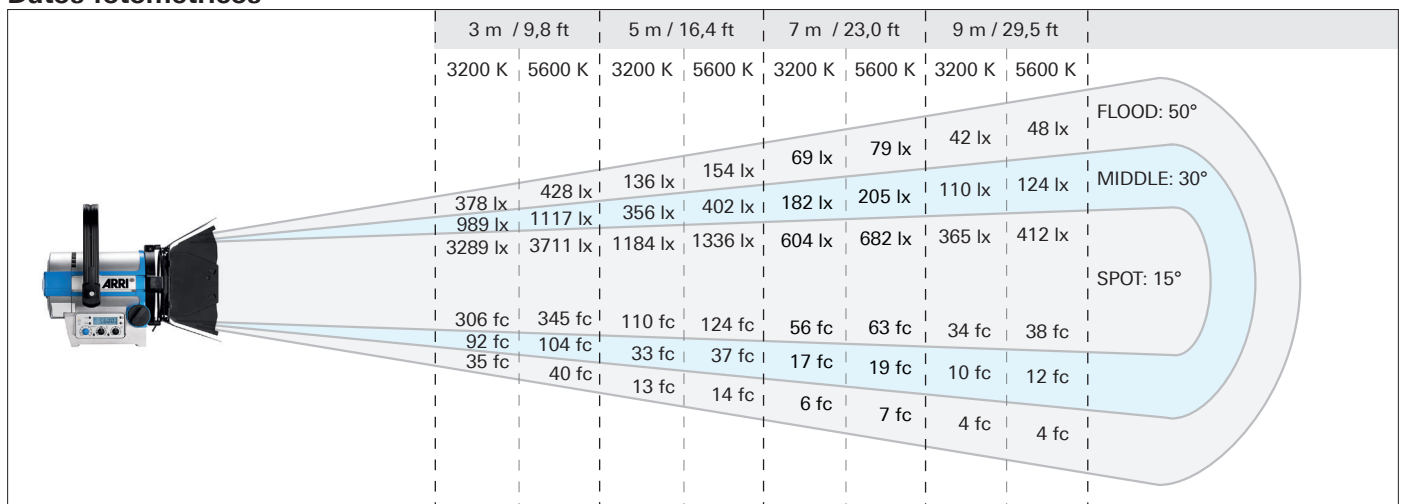 Datos fotométricos
3 m / 9,8 ft 5 m / 16,4 ft 7 m / 23,0 ft 9 m / 29,5 ft
3200 K 5600 K 3200 K 5600 K 3200 K 5600 K 3200 K 5600 K
FLOOD: 50°
378 lx 428 lx 136 lx 154 lx 69 lx 79 lx 42 lx 48 lx
MIDDLE: 30°
989 lx 1117 lx 356 lx 402 lx 182 lx 205 lx 110 lx 124 lx
3289 lx 3711 lx 1184 lx 1336 lx 604 lx 682 lx 365 lx 412 lx
ARRI®
SPOT: 15°
306 fc 345 fc 110 fc 124 fc 56 fc 63 fc 34 fc 38 fc
92 fc 104 fc 33 fc 37 fc 17 fc 19 fc 10 fc 12 fc
35 fc 40 fc 13 fc 14 fc 6 fc 7 fc 4 fc 4 fc